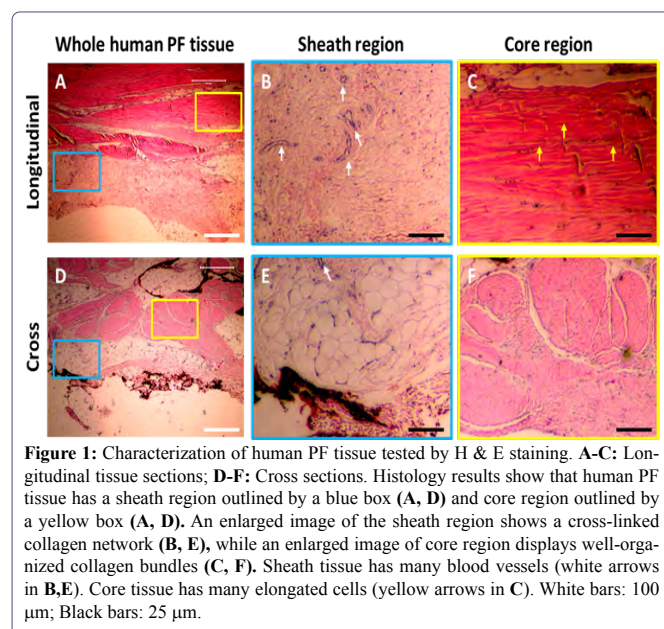 Whole human PF tissue Sheath region Core region
Longitudinal
A B C
Cross
D E F
Figure 1: Characterization of human PF tissue tested by H & E staining. A-C: Lon-
gitudinal tissue sections; D-F: Cross sections. Histology results show that human PF
tissue has a sheath region outlined by a blue box (A, D) and core region outlined by
a yellow box (A, D). An enlarged image of the sheath region shows a cross-linked
collagen network (B, E), while an enlarged image of core region displays well-orga-
nized collagen bundles (C, F). Sheath tissue has many blood vessels (white arrows
in B,E). Core tissue has many elongated cells (yellow arrows in C). White bars: 100
μm; Black bars: 25 μm.